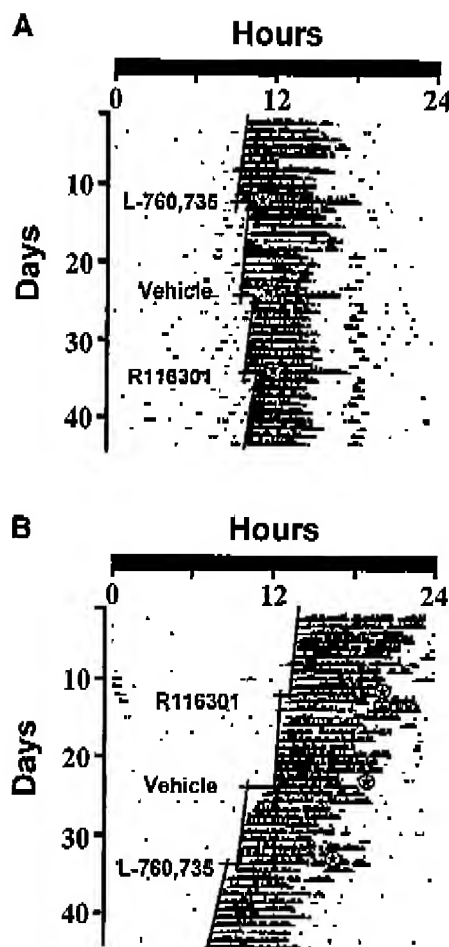 A
Hours
0 12 24
Days
10
L-760,735
20
Vehicle
30
R116301
40
B
Hours
0 12 24
Days
10
R116301
20
Vehicle
30
L-760,735
40